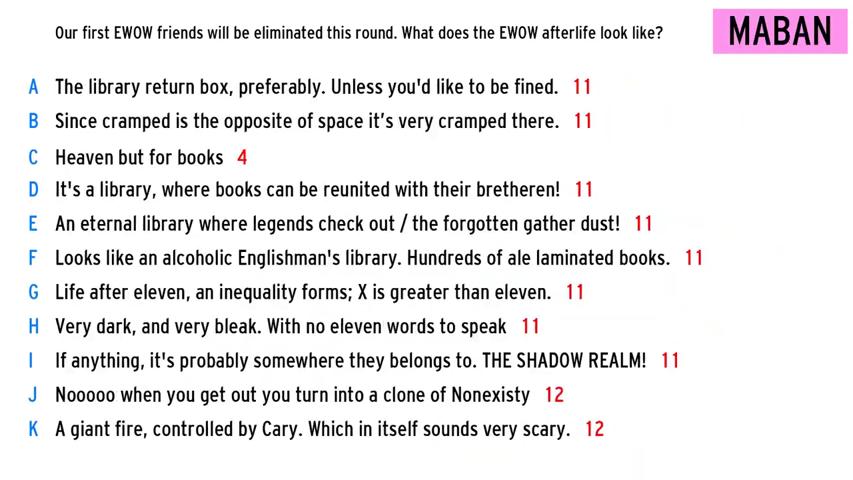 Our first EWOW friends will be eliminated this round. What does the EWOW afterlife look like?
MABAN
A The library return box, preferably. Unless you'd like to be fined. 11
B Since cramped is the opposite of space it’s very cramped there. 11
C Heaven but for books 4
D It's a library, where books can be reunited with their bretheren! 11
E An eternal library where legends check out / the forgotten gather dust! 11
F Looks like an alcoholic Englishman's library. Hundreds of ale laminated books. 11
G Life after eleven, an inequality forms; X is greater than eleven. 11
H Very dark, and very bleak. With no eleven words to speak 11
I If anything, it's probably somewhere they belongs to. THE SHADOW REALM! 11
J Nooooo when you get out you turn into a clone of Nonexisty 12
K A giant fire, controlled by Cary. Which in itself sounds very scary. 12